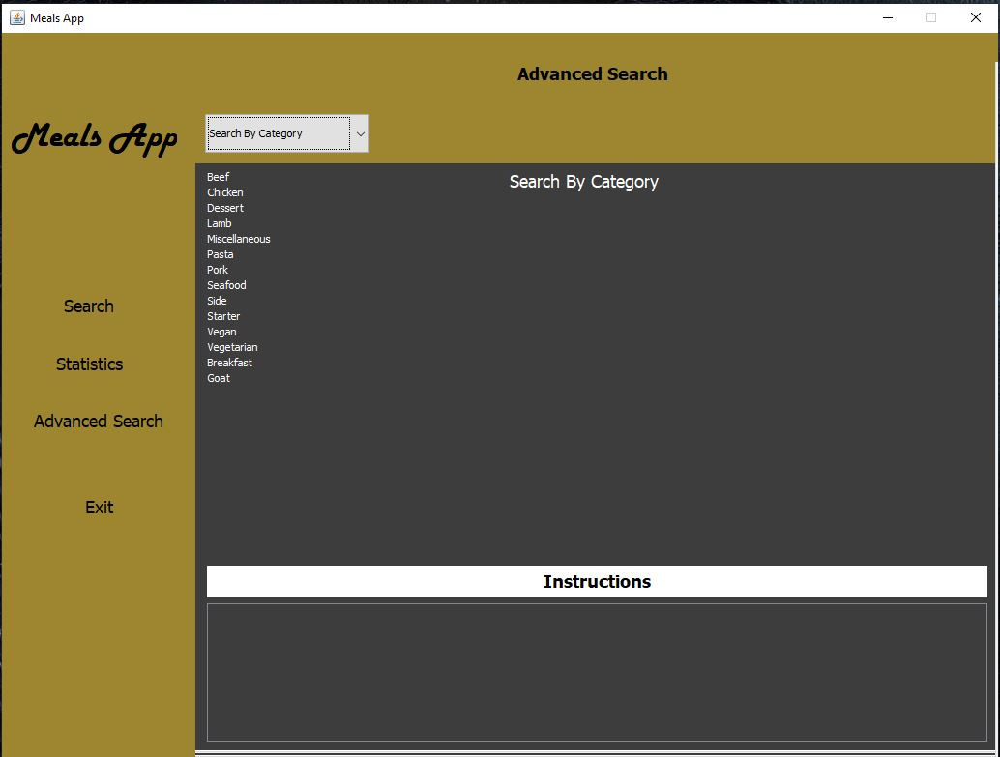 Meals App
Advanced Search
Meals App
Search By Category
Search By Category
Beef
Chicken
Dessert
Lamb
Miscellaneous
Pasta
Pork
Seafood
Side
Starter
Vegan
Vegetarian
Breakfast
Goat
Search
Statistics
Advanced Search
Exit
Instructions